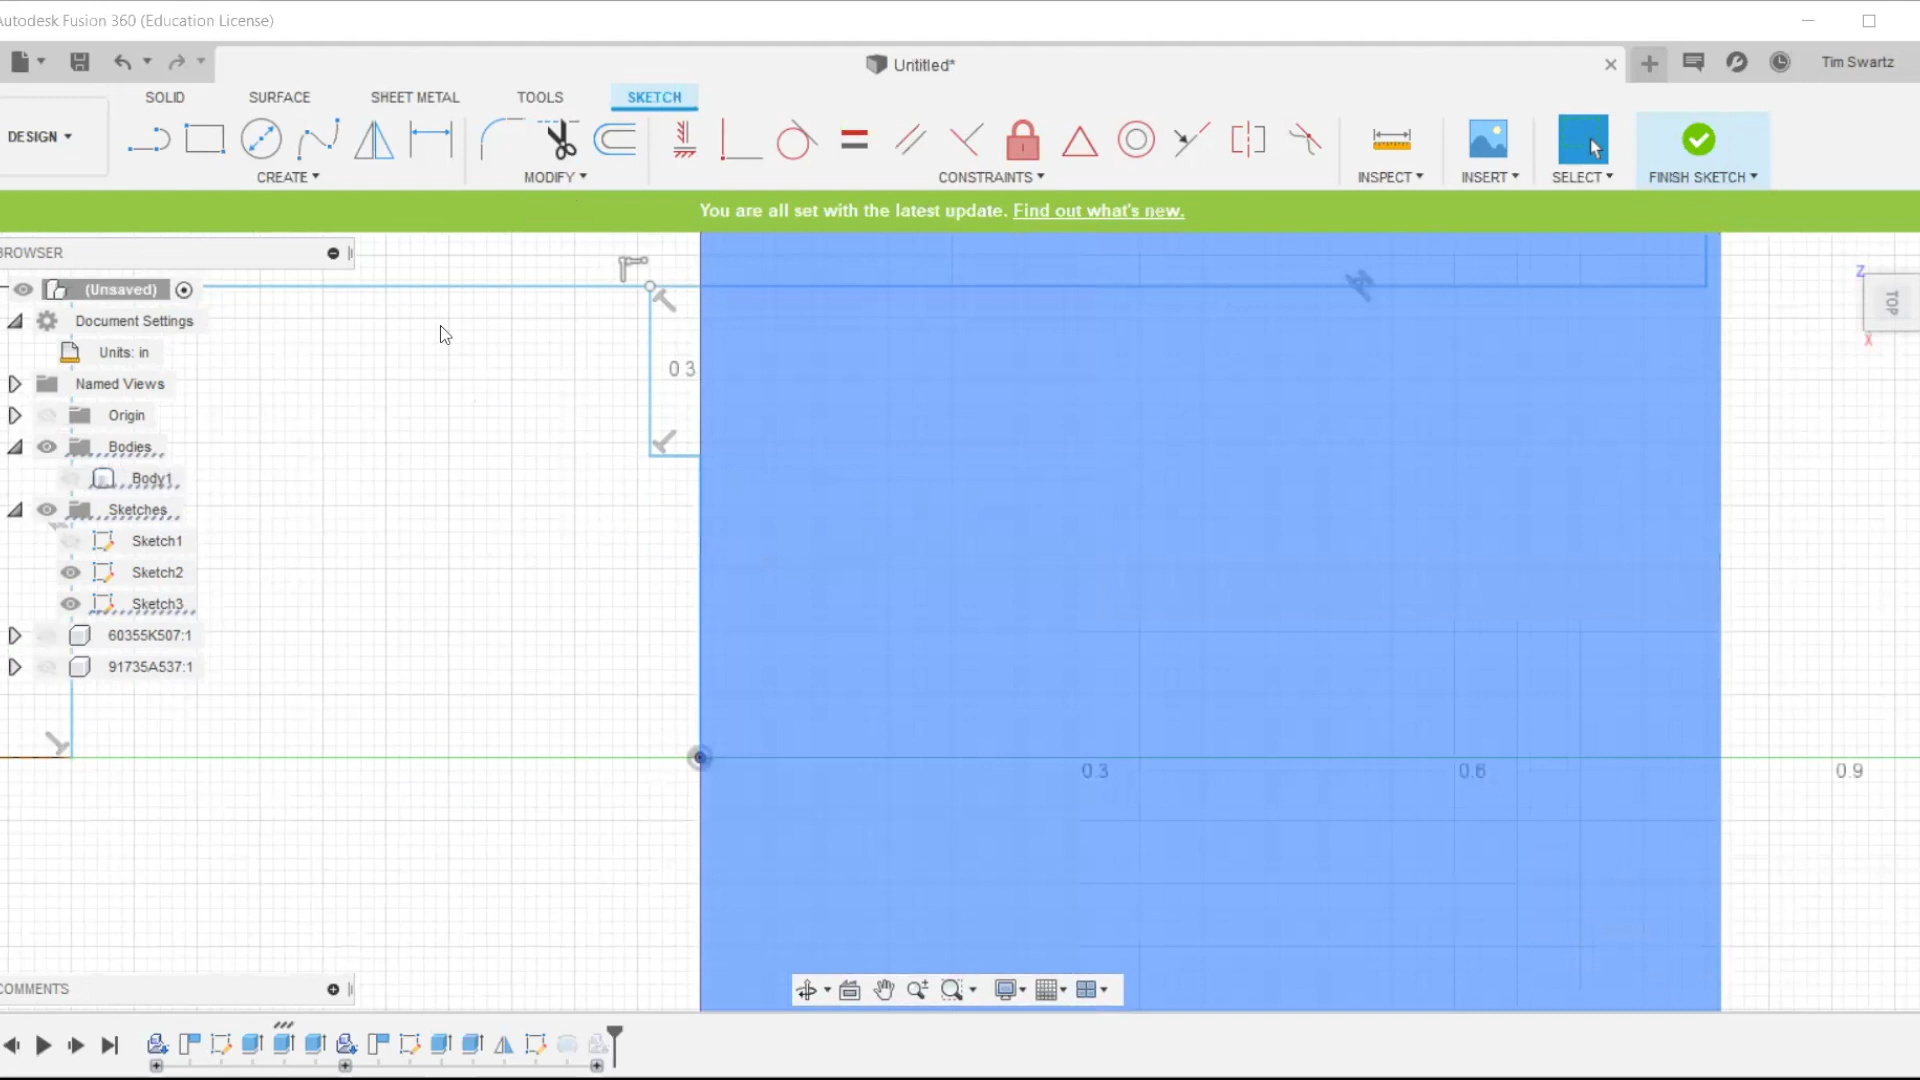 Autodesk Fusion 360 (Education License)
Untitled*
Tim Swartz
SOLID
SURFACE
SHEET METAL
TOOLS
SKETCH
DESIGN
CREATE
MODIFY
CONSTRAINTS
INSPECT
INSERT
SELECT
FINISH SKETCH
You are all set with the latest update. Find out what's new.
BROWSER
(Unsaved)
Document Settings
Units: in
Named Views
Origin
Bodies
Body1
Sketches
Sketch1
Sketch2
Sketch3
60355K507:1
91735A537:1
0 3
Z
TOP
X
0 3
0.6
0.9
COMMENTS